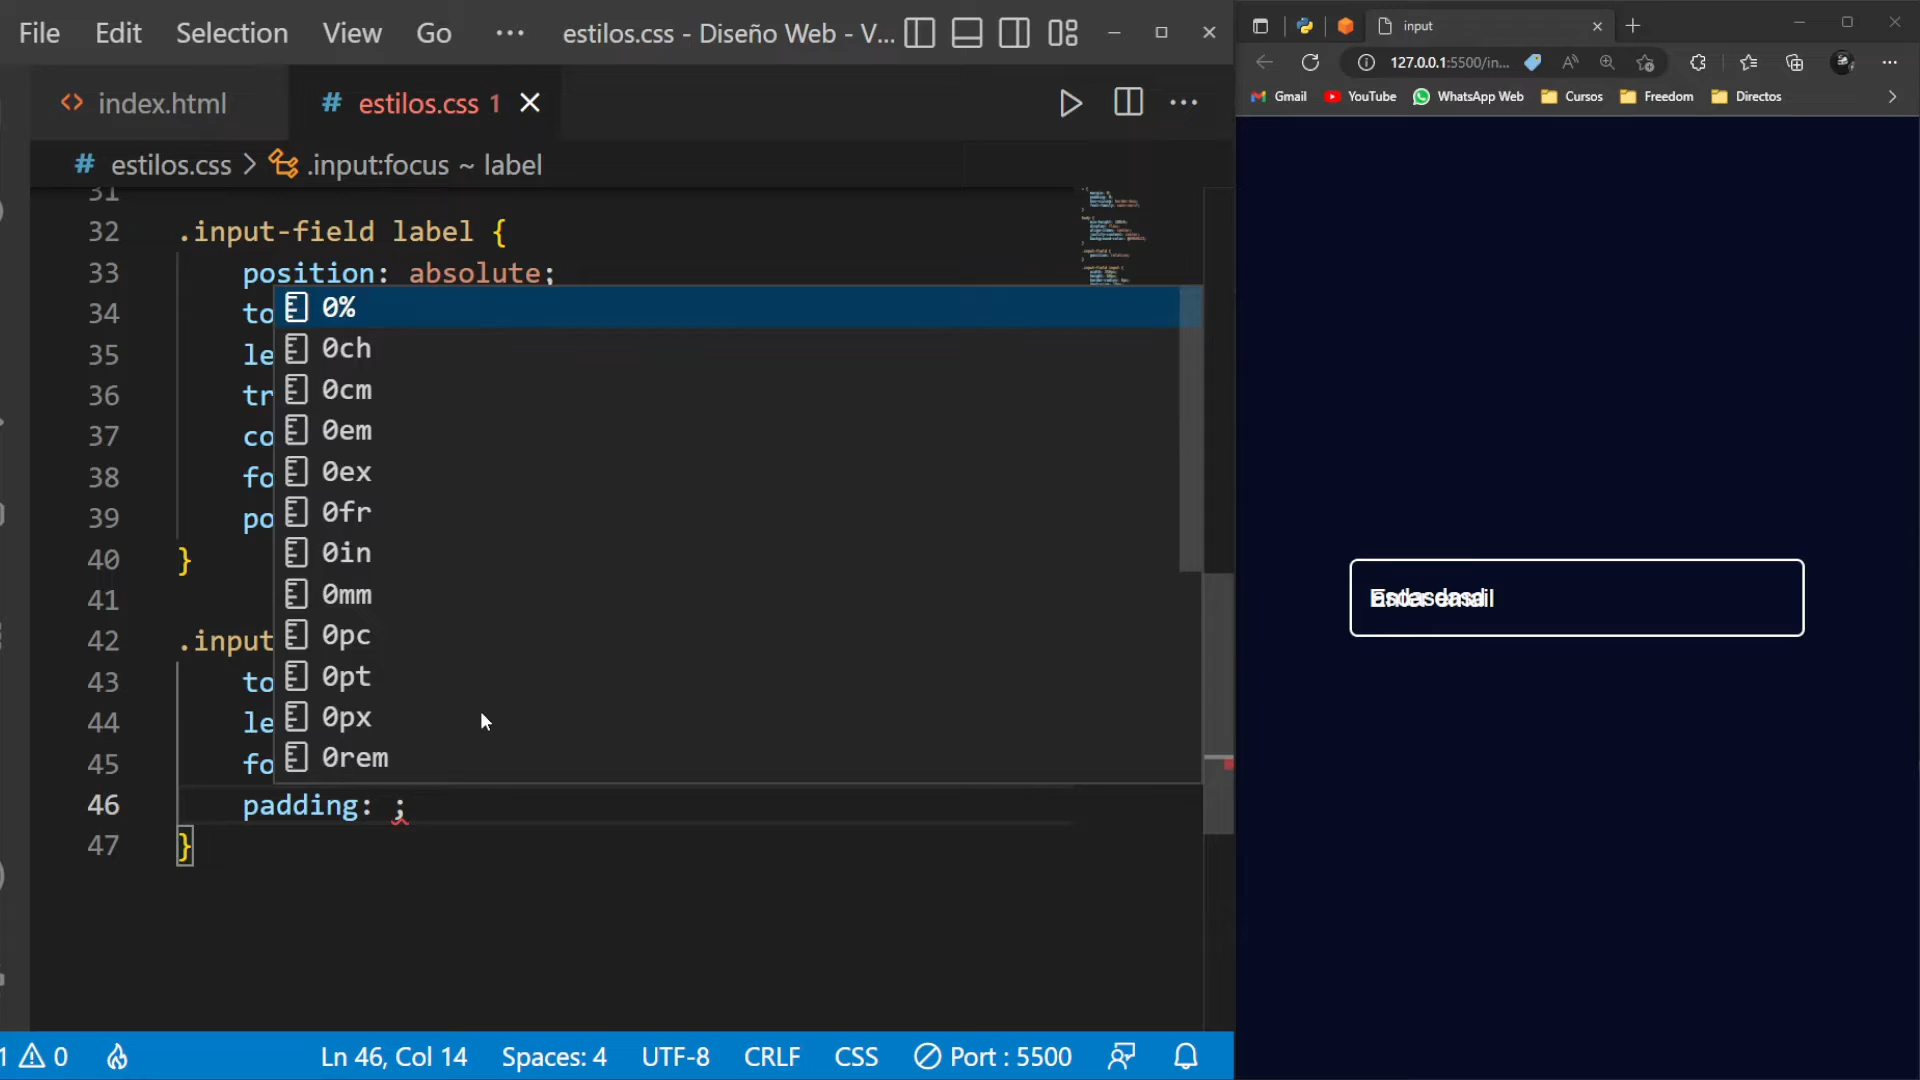 File Edit Selection View Go ··· estilos.css - Diseño Web - V...
index.html # estilos.css 1
# estilos.css > .input:focus ~ label
31
32 .input-field label {
33 position: absolute;
34 to
35 le
36 tr
37 co
38 fo
39 po
40 }
41
42 .input
43 to
44 le
45 fo
46 padding: ;
47 }
0%
0ch
0cm
0em
0ex
0fr
0in
0mm
0pc
0pt
0px
0rem
1 0 Ln 46, Col 14 Spaces: 4 UTF-8 CRLF CSS Port : 5500
input
127.0.0.1:5500/in...
Gmail YouTube WhatsApp Web Cursos Freedom Directos
Enter email